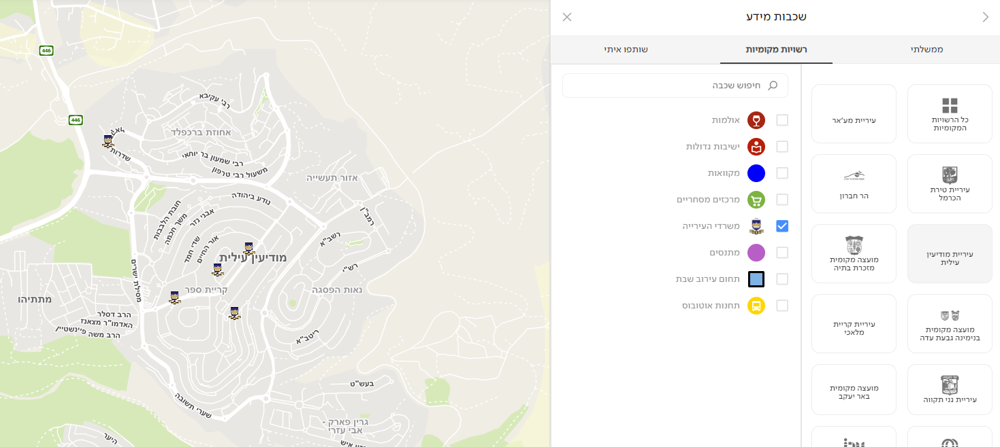 שכבות מידע
ממשלתי
רשויות מקומיות
שותפו איתי
חיפוש שכבה
אולמות
ישיבות גדולות
מקוואות
מרכזים מסחריים
משרדי העירייה
מתנסים
תחום עירוב שבת
תחנות אוטובוס
כל הרשויות
המקומיות
עיריית מע'אר
עיריית טירת
הכרמל
הר חברון
עיריית מודיעין
עילית
מועצה מקומית
מזכרת בתיה
מועצה מקומית
בנימינה גבעת עדה
עיריית קריית
מלאכי
עיריית גני תקווה
מועצה מקומית
באר יעקב
446
446
רבי עקיבא
אחוזת ברכפלד
שדרות
רבי שמעון בר יוחאי
משעול רבי טרפון
אזור תעשייה
נודע ביהודה
חובת הלבבות
משך חכמה
אבני נזר
רמב"ן
שדי חמד
אור החיים
רשב"א
מודיעין עילית
רש"י
מסילת ישרים
קריית ספר
נאות הפסגה
מתתיהו
הרב דסלר
האדמו"ר מצאנז
הרב משה פיינשטיין
ריטב"א
בעש"ט
שערי תשובה
גרין פארק -
אבי עזרי
היער
איש